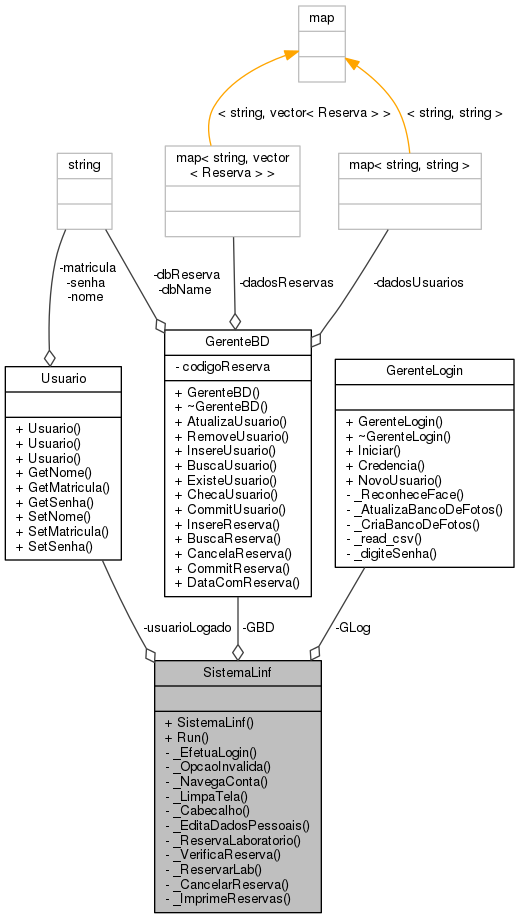 map
< string, vector< Reserva > >
< string, string >
string
map< string, vector
< Reserva > >
map< string, string >
-matricula
-senha
-nome
-dbReserva
-dbName
-dadosReservas
-dadosUsuarios
Usuario
+ Usuario()
+ Usuario()
+ Usuario()
+ GetNome()
+ GetMatricula()
+ GetSenha()
+ SetNome()
+ SetMatricula()
+ SetSenha()
GerenteBD
- codigoReserva
+ GerenteBD()
+ ~GerenteBD()
+ AtualizaUsuario()
+ RemoveUsuario()
+ InsereUsuario()
+ BuscaUsuario()
+ ExisteUsuario()
+ ChecaUsuario()
+ CommitUsuario()
+ InsereReserva()
+ BuscaReserva()
+ CancelaReserva()
+ CommitReserva()
+ DataComReserva()
GerenteLogin
+ GerenteLogin()
+ ~GerenteLogin()
+ Iniciar()
+ Credencia()
+ NovoUsuario()
- _ReconheceFace()
- _AtualizaBancoDeFotos()
- _CriaBancoDeFotos()
- _read_csv()
- _digiteSenha()
-usuarioLogado
-GBD
-GLog
SistemaLinf
+ SistemaLinf()
+ Run()
- _EfetuaLogin()
- _OpcaoInvalida()
- _NavegaConta()
- _LimpaTela()
- _Cabecalho()
- _EditaDadosPessoais()
- _ReservaLaboratorio()
- _VerificaReserva()
- _ReservarLab()
- _CancelarReserva()
- _ImprimeReservas()